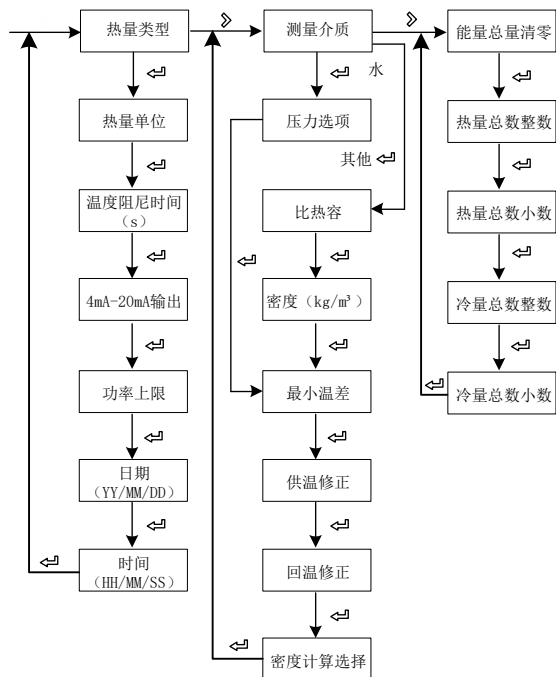 热量类型
热量单位
温度阻尼时间
（s）
4mA-20mA输出
功率上限
日期
（YY/MM/DD）
时间
（HH/MM/SS）
测量介质
水
压力选项
其他
比热容
密度（kg/m³）
最小温差
供温修正
回温修正
密度计算选择
能量总量清零
热量总数整数
热量总数小数
冷量总数整数
冷量总数小数